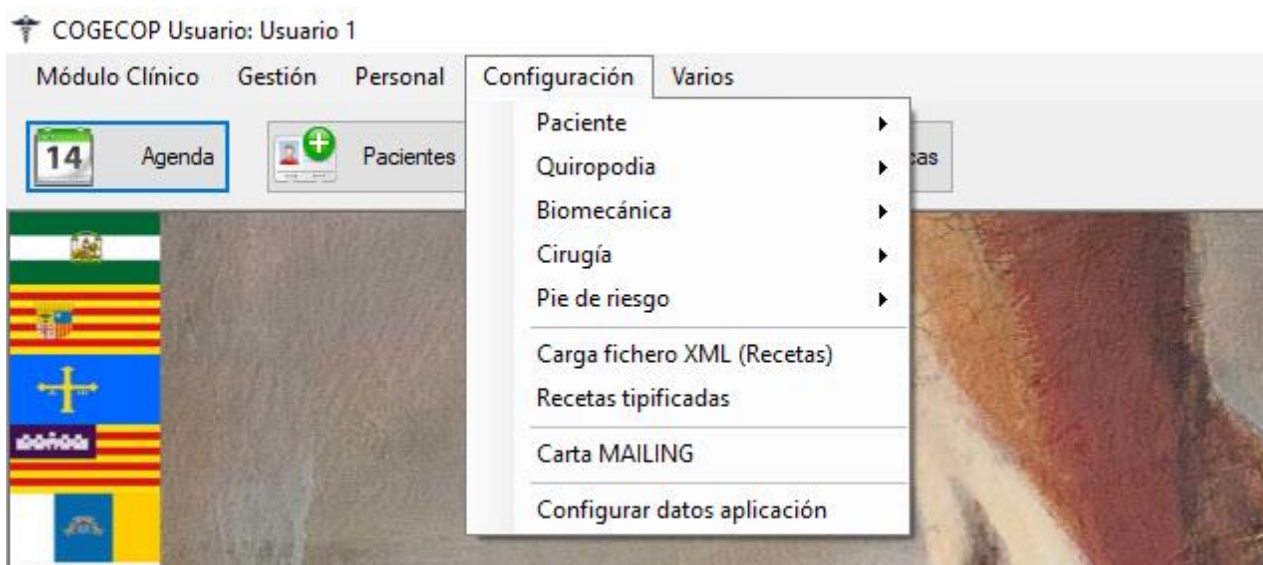 COGECOP Usuario: Usuario 1
Módulo Clínico Gestión Personal Configuración Varios
14 Agenda Pacientes
Paciente
Quiropodia
Biomecánica
Cirugía
Pie de riesgo
Carga fichero XML (Recetas)
Recetas tipificadas
Carta MAILING
Configurar datos aplicación